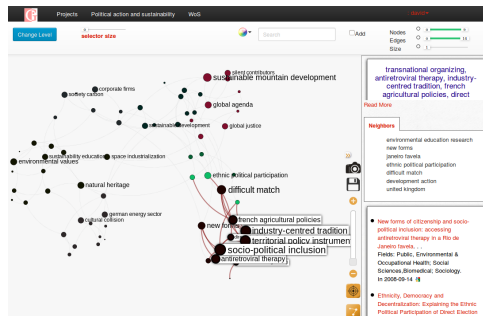 G Projects Political action and sustainability WoS
Change Level
selector size
Search
Add
Nodes
Edges
Size
silent contributors
sustainable mountain development
corporate firms
society carbon
global agenda
sustainable development
global justice
sustainability education
space industrialization
environmental values
ethnic political participation
natural heritage
difficult match
german energy sector
cultural collision
french agricultural policies
new forms
industry-centred tradition
territorial policy instrument
socio-political inclusion
antiretroviral therapy
transnational organizing,
antiretroviral therapy, industry-
centred tradition, french
agricultural policies, direct
Read More
Neighbors
environmental education research
new forms
janeiro favela
ethnic political participation
difficult match
development action
united kingdom
New forms of citizenship and socio-
political inclusion: accessing
antiretroviral therapy in a Rio de
Janeiro favela. . .
Fields: Public, Environmental &
Occupational Health; Social
Sciences,Biomedical; Sociology.
In 2008-09-14
Ethnicity, Democracy and
Decentralization: Explaining the Ethnic
Political Participation of Direct Election